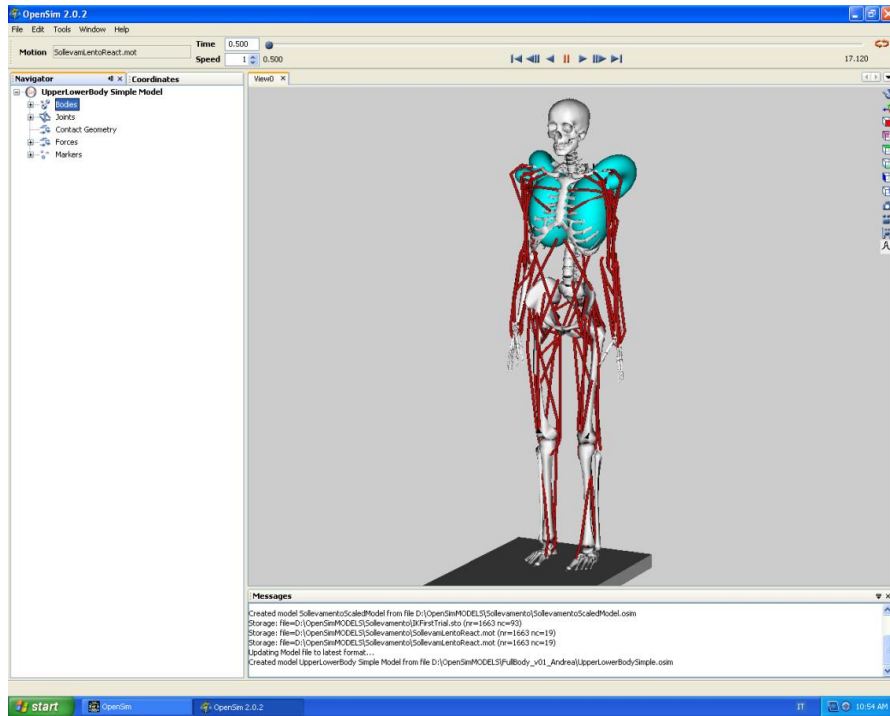 OpenSim 2.0.2
File Edit Tools Window Help
Motion SollevamLentoReact.mot Time 0.500
Speed 1 0.500 17.120
Navigator Coordinates View0
UpperLowerBody Simple Model
Bodies
Joints
Contact Geometry
Forces
Markers
A
Messages
Created model SollevamentoScaledModel from file D:\OpenSimMODELS\Sollevamento\SollevamentoScaledModel.osim
Storage: file=D:\OpenSimMODELS\Sollevamento\IKFirstTrial.sto (nr=1663 nc=93)
Storage: file=D:\OpenSimMODELS\Sollevamento\SollevamLentoReact.mot (nr=1663 nc=19)
Storage: file=D:\OpenSimMODELS\Sollevamento\SollevamLentoReact.mot (nr=1663 nc=19)
Updating Model file to latest format...
Created model UpperLowerBody Simple Model from file D:\OpenSimMODELS\FullBody_v01_Andrea\UpperLowerBodySimple.osim
start OpenSim OpenSim 2.0.2 IT 10:54 AM